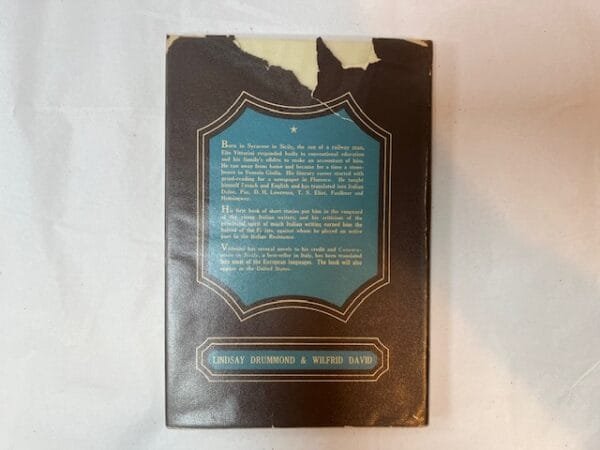 Born in Syracuse in Sicily, the son of a railway man,
Elio Vittorini responded badly to conventional education
and his family's efforts to make an accountant of him.
He ran away from home and became for a time a stone-
breaker in Venezia Giulia. His literary career started with
proof-reading for a newspaper in Florence. He taught
himself French and English and has translated into Italian
Defoe, Poe, D. H. Lawrence, T. S. Eliot, Faulkner and
Hemingway.
His first book of short stories put him in the vanguard
of the young Italian writers, and his criticism of the
provincial spirit of much Italian writing earned him the
hatred of the against whom he played an active
part in the Italian Resistance.
Vittorini has several novels to his credit and
in Sicily, a best-seller in Italy, has been translated
into most of the European languages. The book will also
appear in the United States.
LINDSAY DRUMMOND & WILFRID DAVID